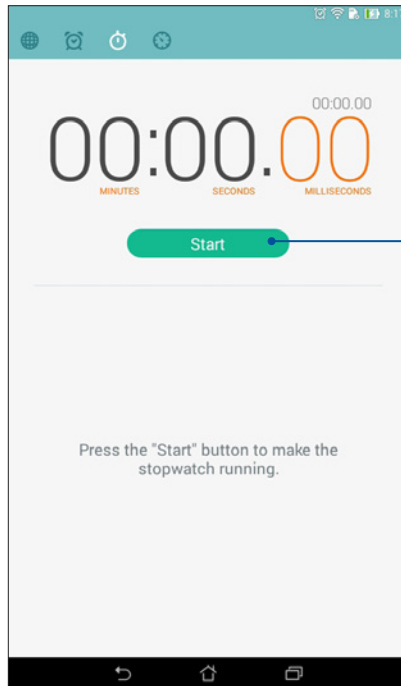 8:17
00:00.00
00:00.00
MINUTES SECONDS MILLISECONDS
Start
Press the "Start" button to make the
stopwatch running.